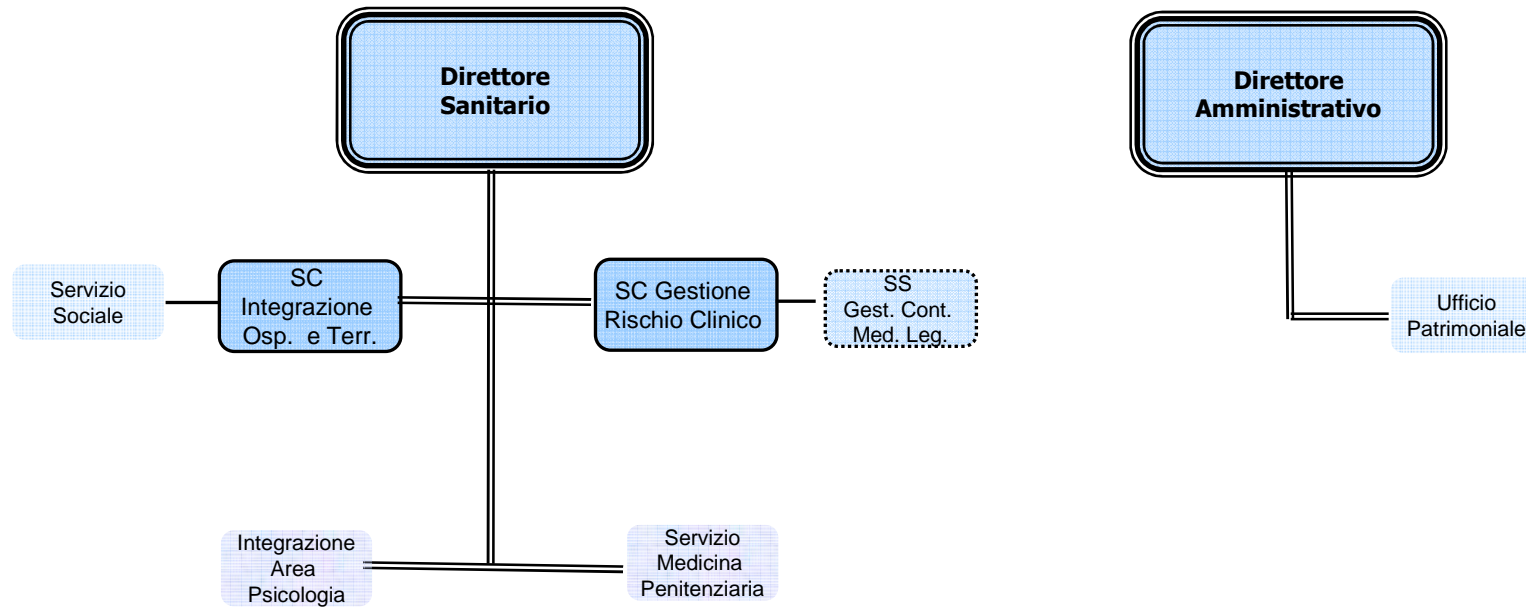 Direttore
Sanitario
Direttore
Amministrativo
Servizio
Sociale
SC
Integrazione
Osp. e Terr.
SC Gestione
Rischio Clinico
SS
Gest. Cont.
Med. Leg.
Ufficio
Patrimoniale
Integrazione
Area
Psicologia
Servizio
Medicina
Penitenziaria